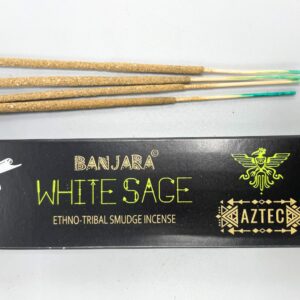 BANJARA®
WHITE SAGE
ETHNO-TRIBAL SMUDGE INCENSE
AZTEC